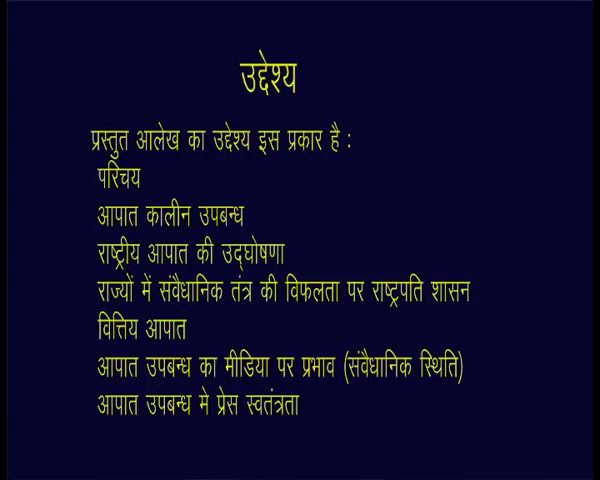 उद्देश्य
प्रस्तुत आलेख का उद्देश्य इस प्रकार है :
परिचय
आपात कालीन उपबन्ध
राष्ट्रीय आपात की उद्‌घोषणा
राज्यों में संवैधानिक तंत्र की विफलता पर राष्ट्रपति शासन
वित्तिय आपात
आपात उपबन्ध का मीडिया पर प्रभाव (संवैधानिक स्थिति)
आपात उपबन्ध मे प्रेस स्वतंत्रता